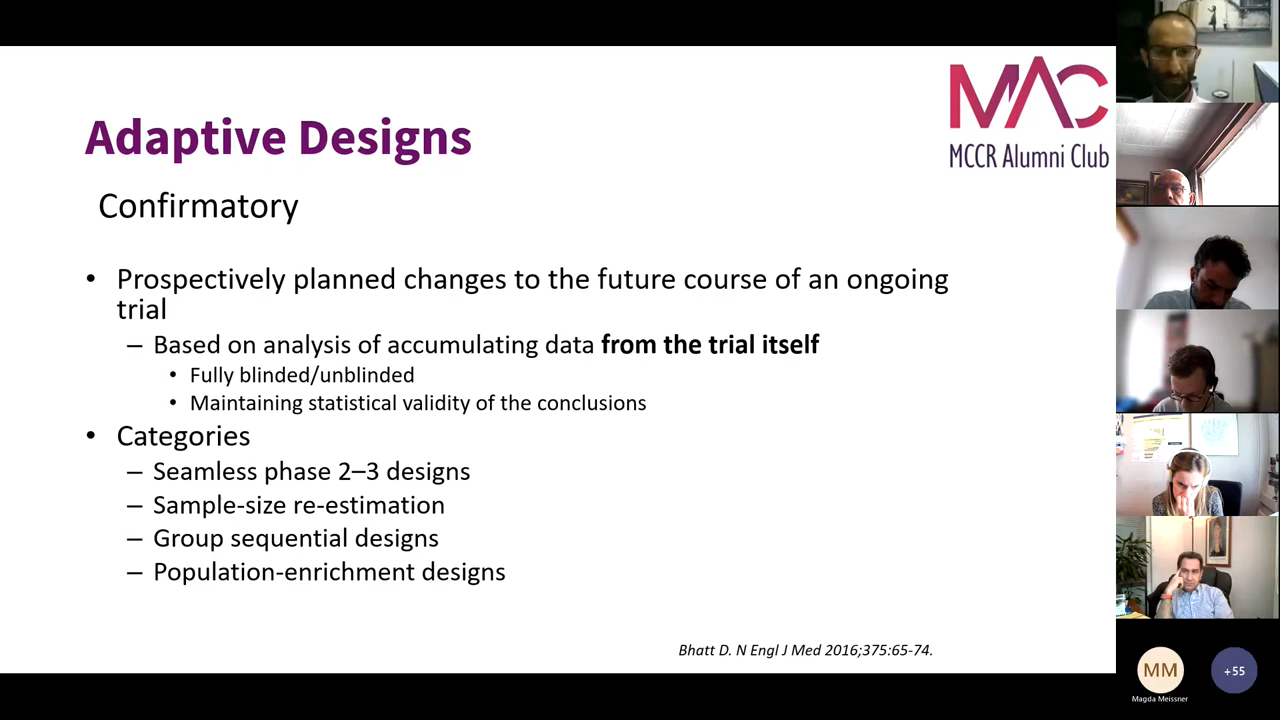 MAC
MCCR Alumni Club
Adaptive Designs
Confirmatory
• Prospectively planned changes to the future course of an ongoing
trial
– Based on analysis of accumulating data from the trial itself
• Fully blinded/unblinded
• Maintaining statistical validity of the conclusions
• Categories
– Seamless phase 2–3 designs
– Sample-size re-estimation
– Group sequential designs
– Population-enrichment designs
Bhatt D. N Engl J Med 2016;375:65-74.
MM
+55
Magda Meissner